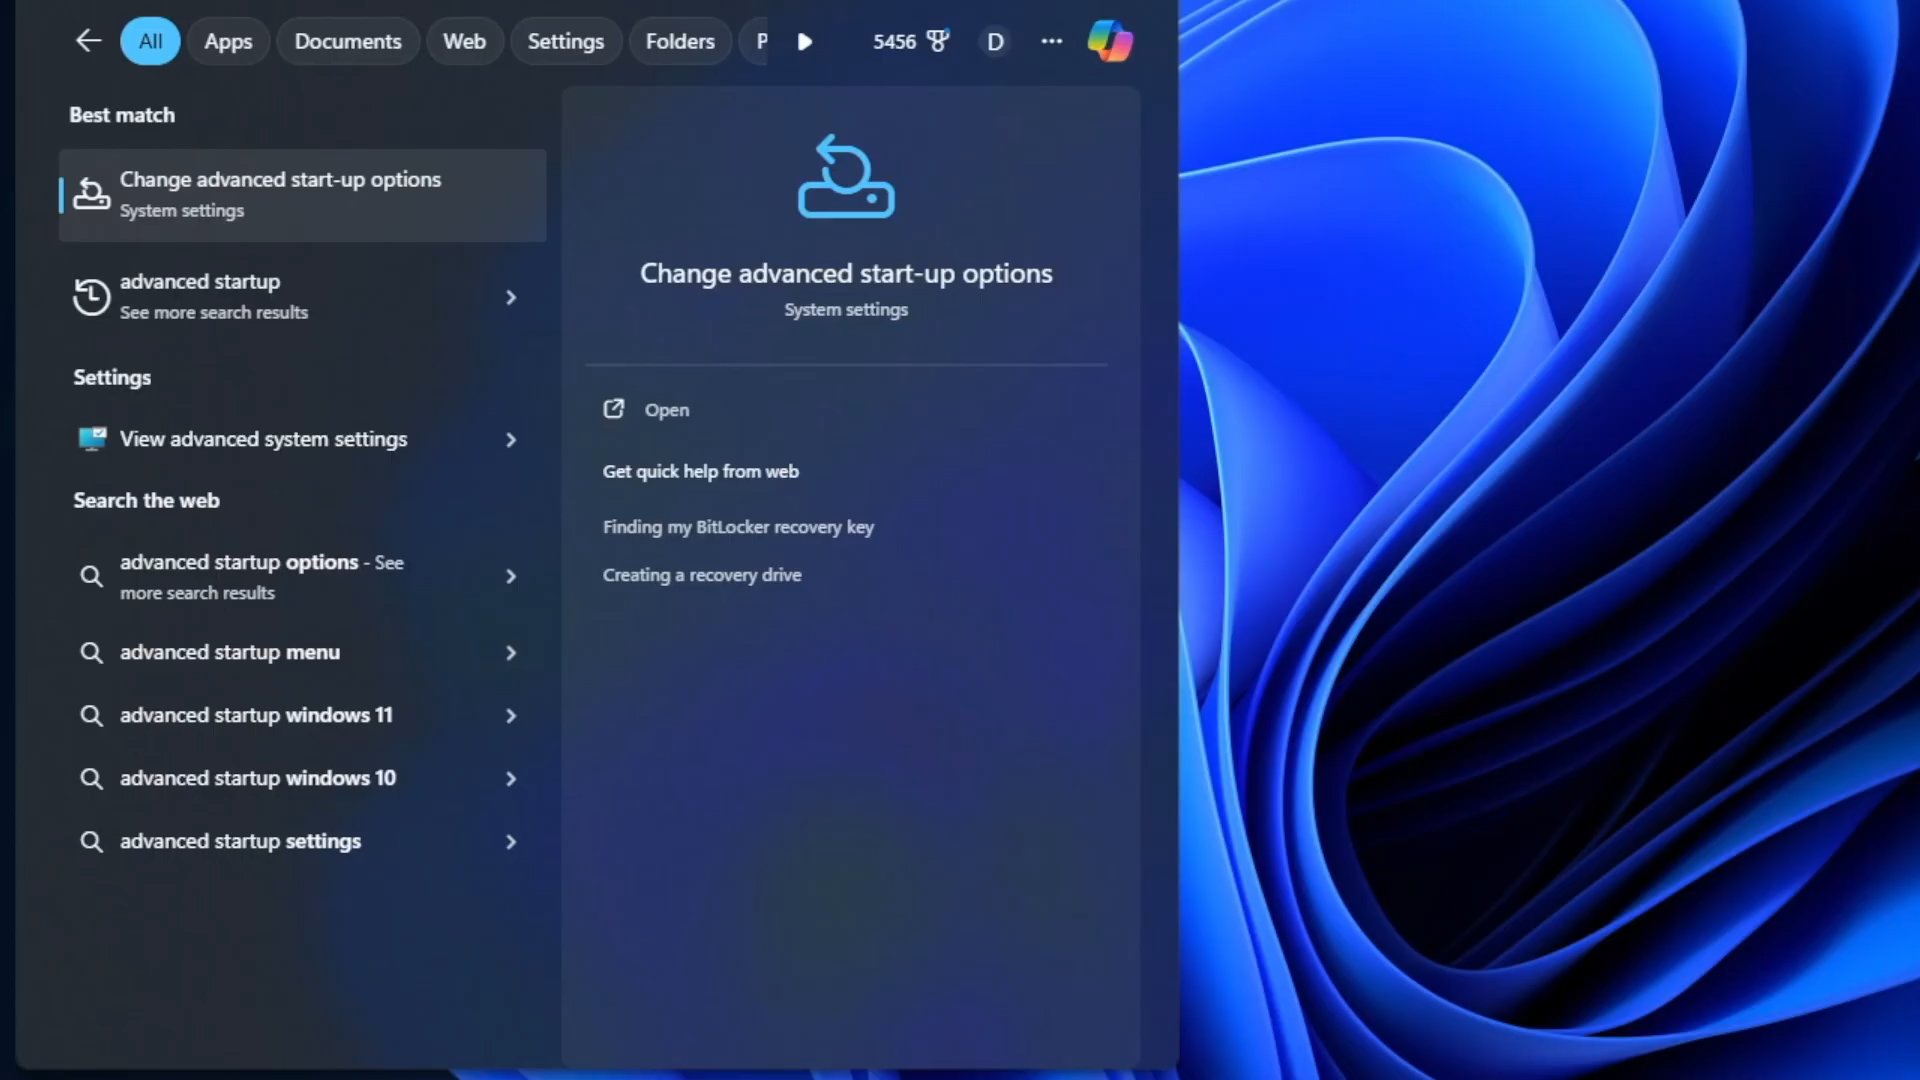 All
Apps
Documents
Web
Settings
Folders
P
5456
D
Best match
Change advanced start-up options
System settings
advanced startup
See more search results
Settings
View advanced system settings
Search the web
advanced startup options - See
more search results
advanced startup menu
advanced startup windows 11
advanced startup windows 10
advanced startup settings
Change advanced start-up options
System settings
Open
Get quick help from web
Finding my BitLocker recovery key
Creating a recovery drive